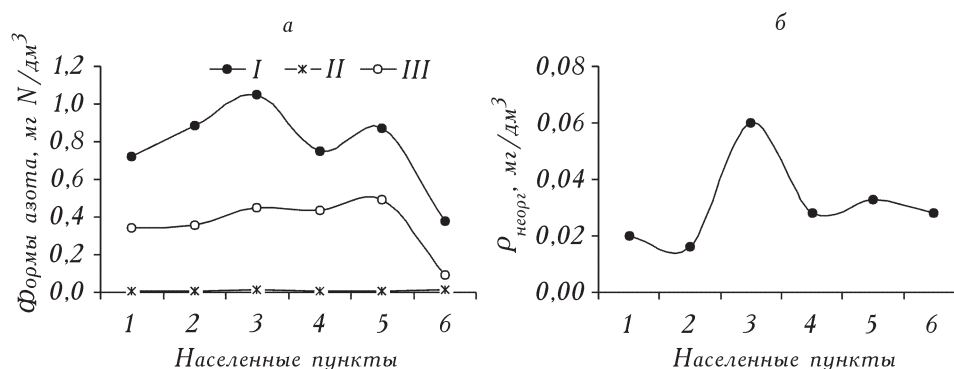 а
Формы азота, мг N/дм³
1,2
1,0
0,8
0,6
0,4
0,2
0,0
I II III
1 2 3 4 5 6
Населенные пункты
б
Pнеорг, мг/дм³
0,08
0,06
0,04
0,02
0,00
1 2 3 4 5 6
Населенные пункты